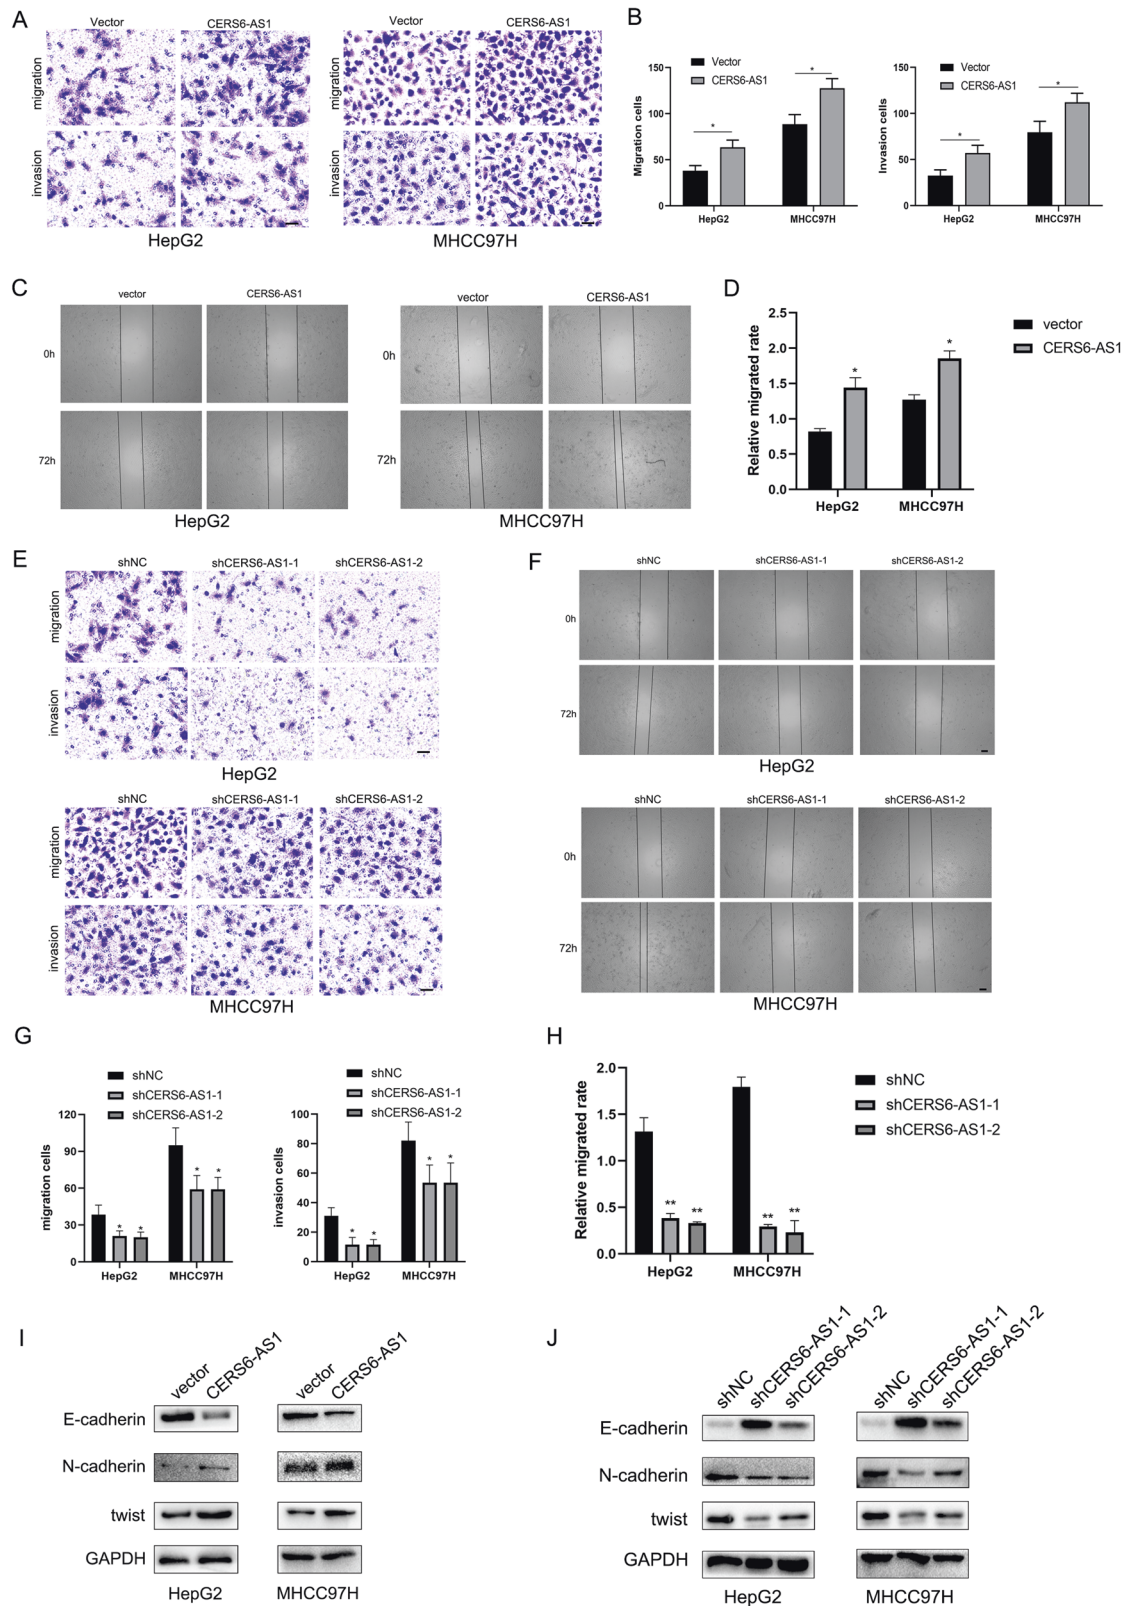 A
Vector CERS6-AS1 Vector CERS6-AS1
migration
invasion
HepG2 MHCC97H
B
Vector
CERS6-AS1
Migration cells
150
100
50
0
* *
HepG2 MHCC97H
Vector
CERS6-AS1
Invasion cells
150
100
50
0
* *
HepG2 MHCC97H
C
vector CERS6-AS1 vector CERS6-AS1
0h 0h
72h 72h
HepG2 MHCC97H
D
vector
CERS6-AS1
Relative migrated rate
2.5
2.0
1.5
1.0
0.5
0.0
* *
HepG2 MHCC97H
E
shNC shCERS6-AS1-1 shCERS6-AS1-2
migration
invasion
HepG2
shNC shCERS6-AS1-1 shCERS6-AS1-2
migration
invasion
MHCC97H
F
shNC shCERS6-AS1-1 shCERS6-AS1-2
0h
72h
HepG2
shNC shCERS6-AS1-1 shCERS6-AS1-2
0h
72h
MHCC97H
G
shNC
shCERS6-AS1-1
shCERS6-AS1-2
migration cells
120
90
60
30
0
* * * *
HepG2 MHCC97H
shNC
shCERS6-AS1-1
shCERS6-AS1-2
invasion cells
100
80
60
40
20
0
* * * *
HepG2 MHCC97H
H
shNC
shCERS6-AS1-1
shCERS6-AS1-2
Relative migrated rate
2.0
1.5
1.0
0.5
0.0
** ** ** **
HepG2 MHCC97H
I
vector CERS6-AS1 vector CERS6-AS1
E-cadherin
N-cadherin
twist
GAPDH
HepG2 MHCC97H
J
shNC shCERS6-AS1-1 shCERS6-AS1-2 shNC shCERS6-AS1-1 shCERS6-AS1-2
E-cadherin
N-cadherin
twist
GAPDH
HepG2 MHCC97H